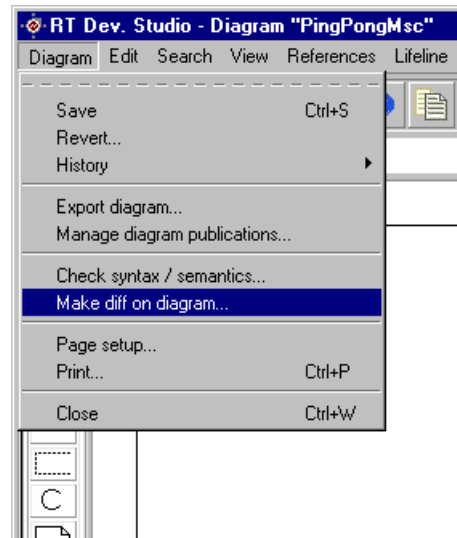 RT Dev. Studio - Diagram "PingPongMsc"
Diagram Edit Search View References Lifeline
Save Ctrl+S
Revert...
History
Export diagram...
Manage diagram publications...
Check syntax / semantics...
Make diff on diagram...
Page setup...
Print... Ctrl+P
Close Ctrl+W
C